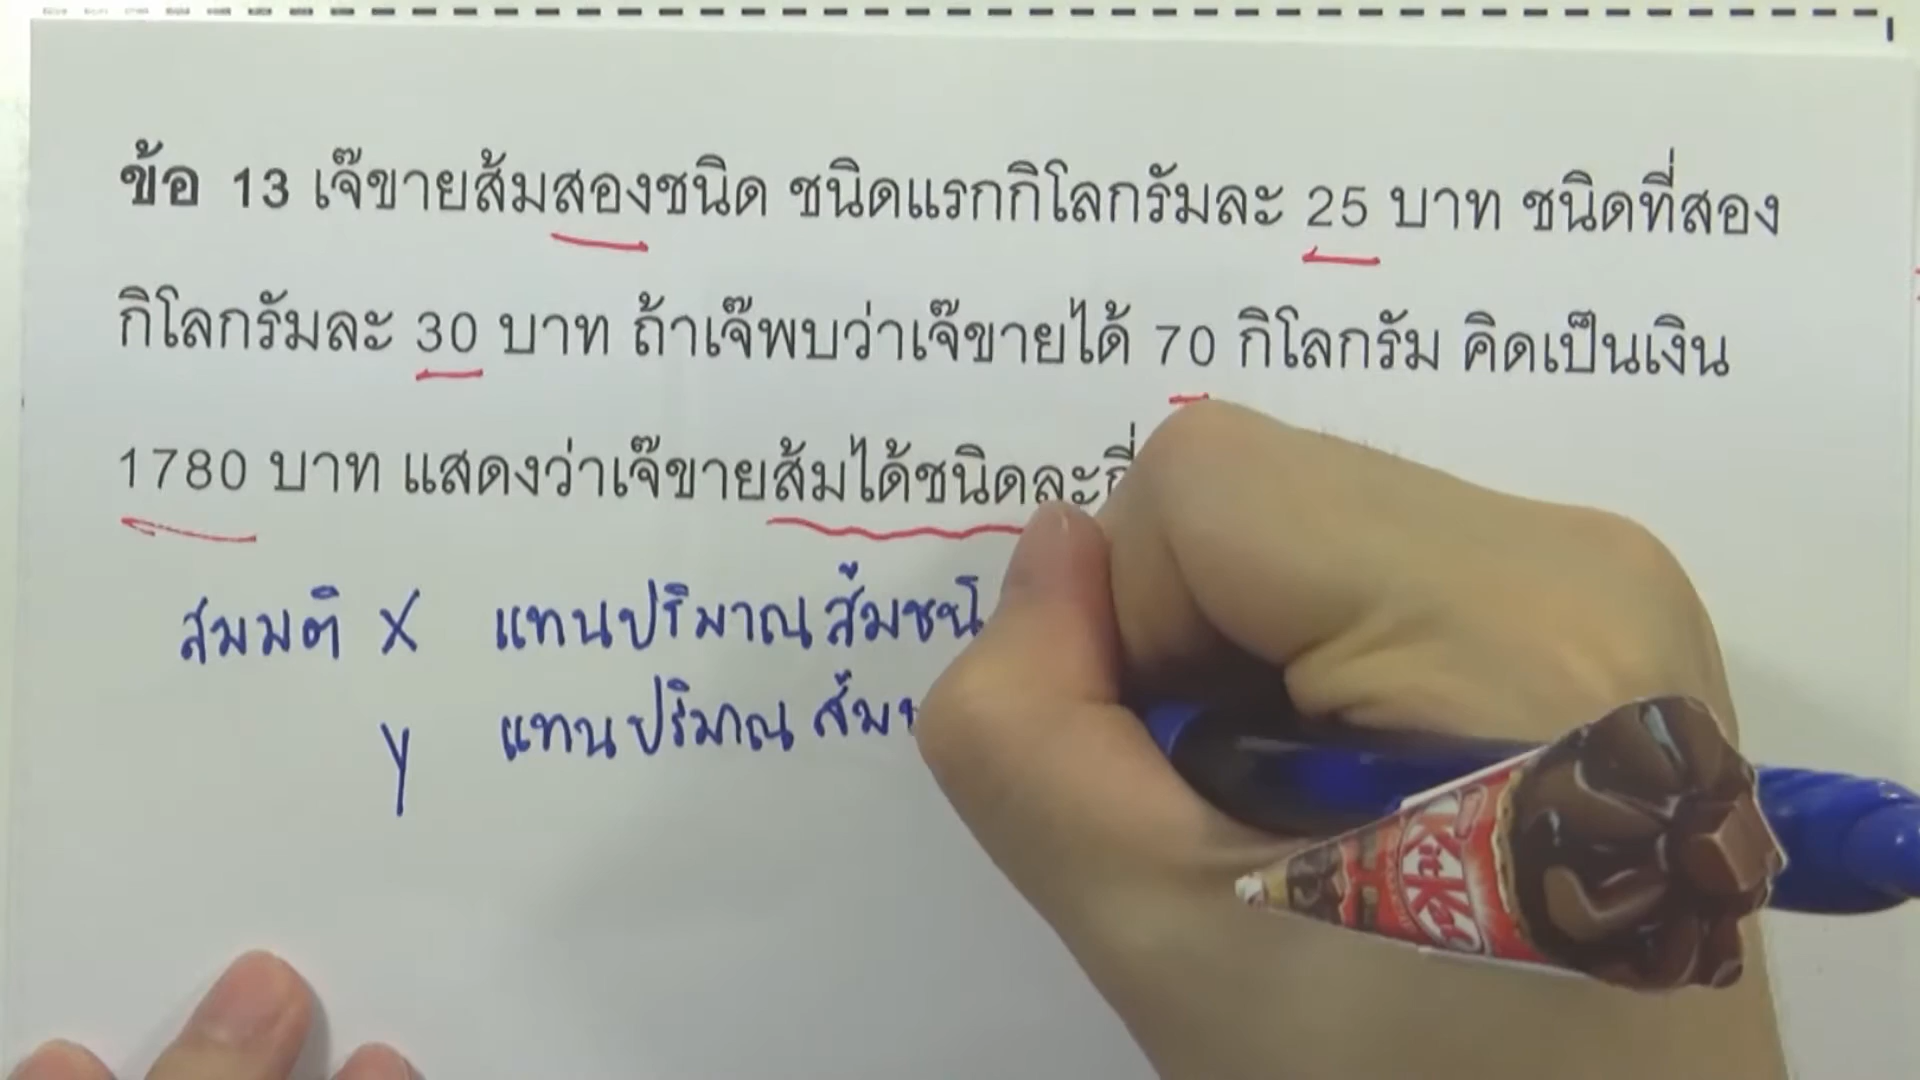 ข้อ 13 เจ๊ขายส้มสองชนิด ชนิดแรกกิโลกรัมละ 25 บาท ชนิดที่สอง
กิโลกรัมละ 30 บาท ถ้าเจ๊พบว่าเจ๊ขายได้ 70 กิโลกรัม คิดเป็นเงิน
1780 บาท แสดงว่าเจ๊ขายส้มได้ชนิดละ
สมมติ x แทนปริมาณส้ม
y แทนปริมาณส้ม
KitKat